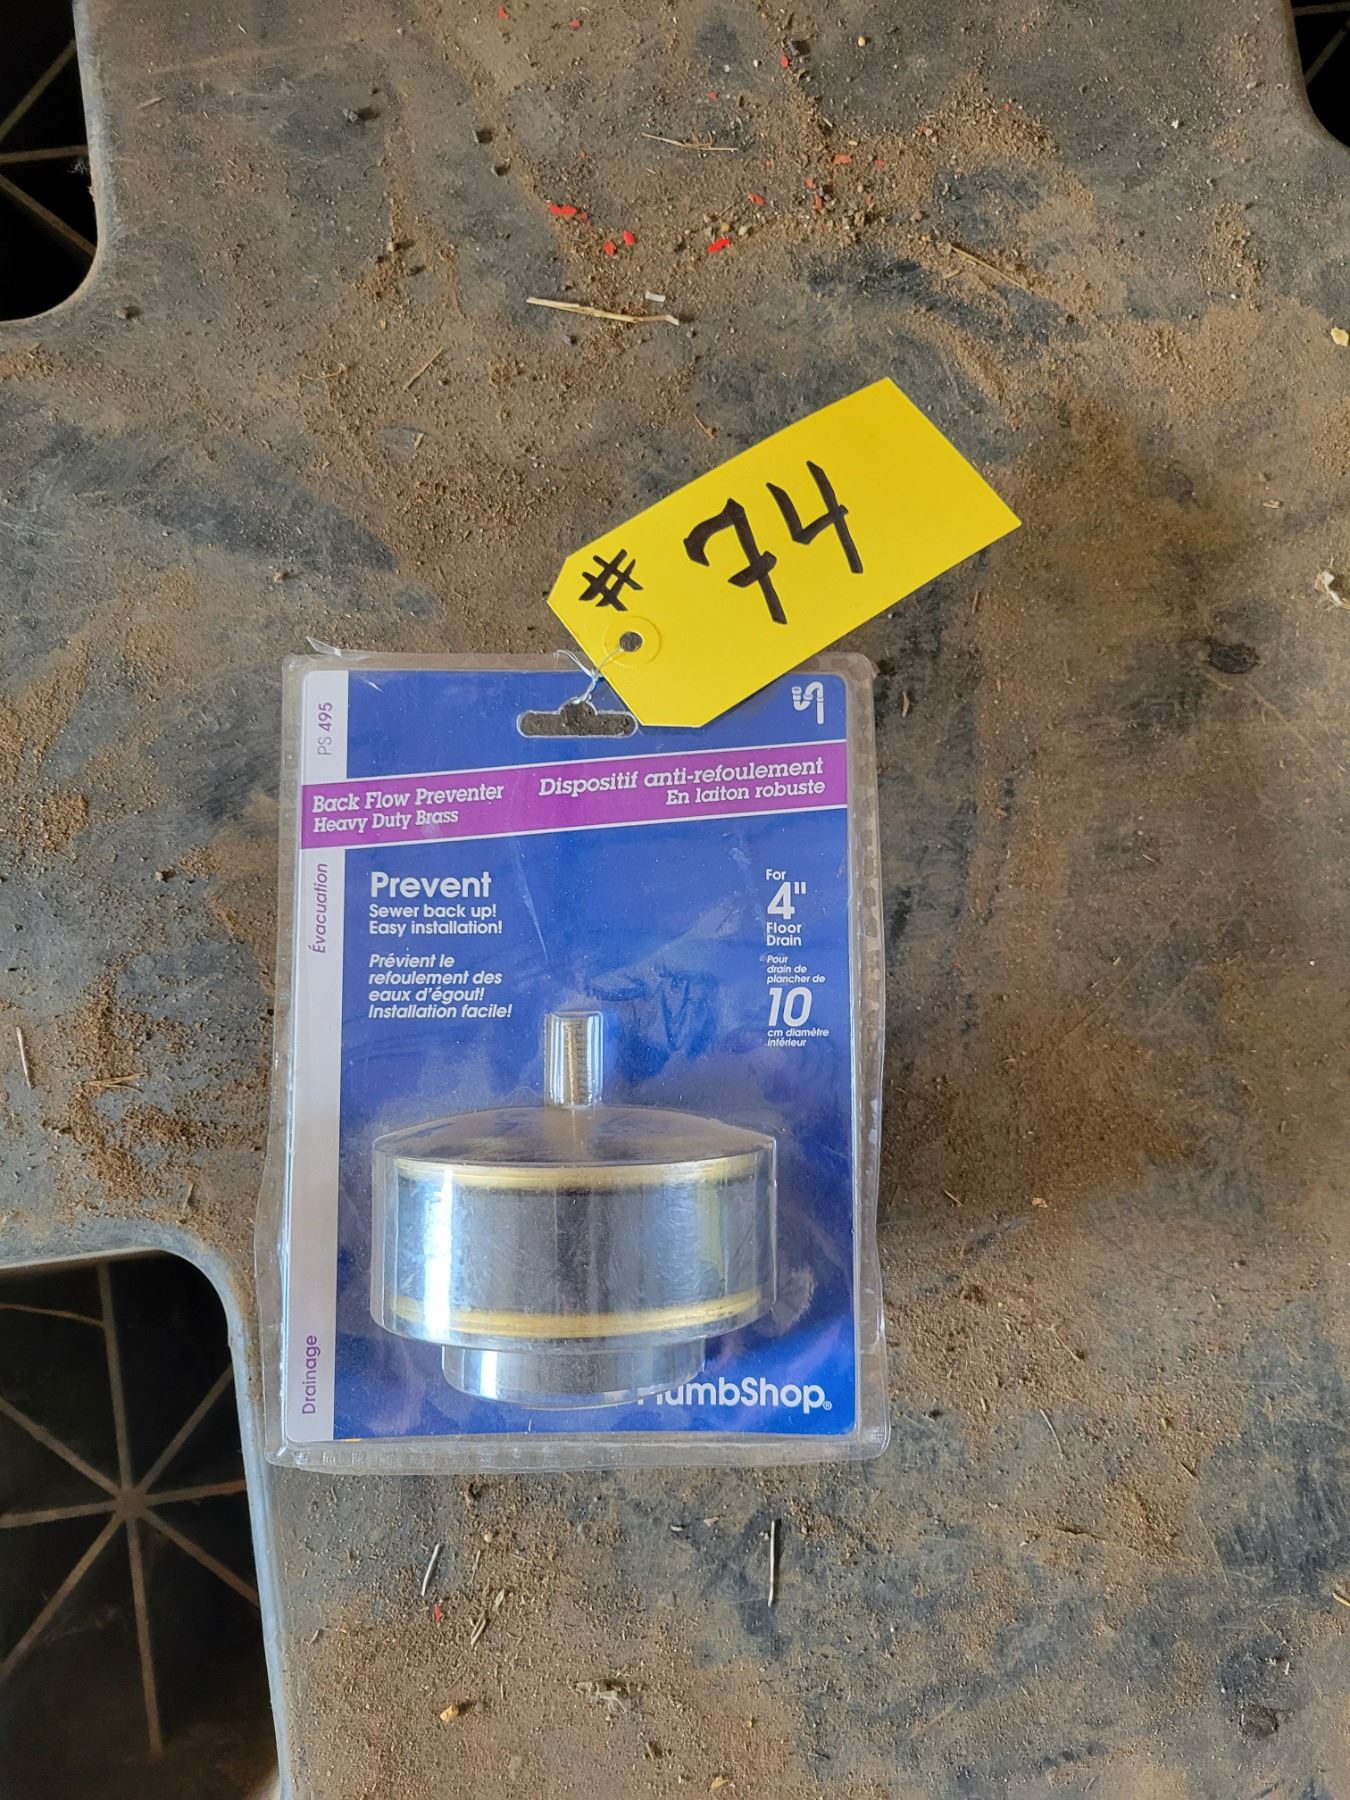 # 74
PS 495
Back Flow Preventer
Heavy Duty Brass
Dispositif anti-refoulement
En laiton robuste
Évacuation
Drainage
Prevent
Sewer back up!
Easy installation!
Prévient le
refoulement des
eaux d'égout!
Installation facile!
For
4"
Floor
Drain
Pour
drain de
plancher de
10
cm diamètre
intérieur
PlumbShop®